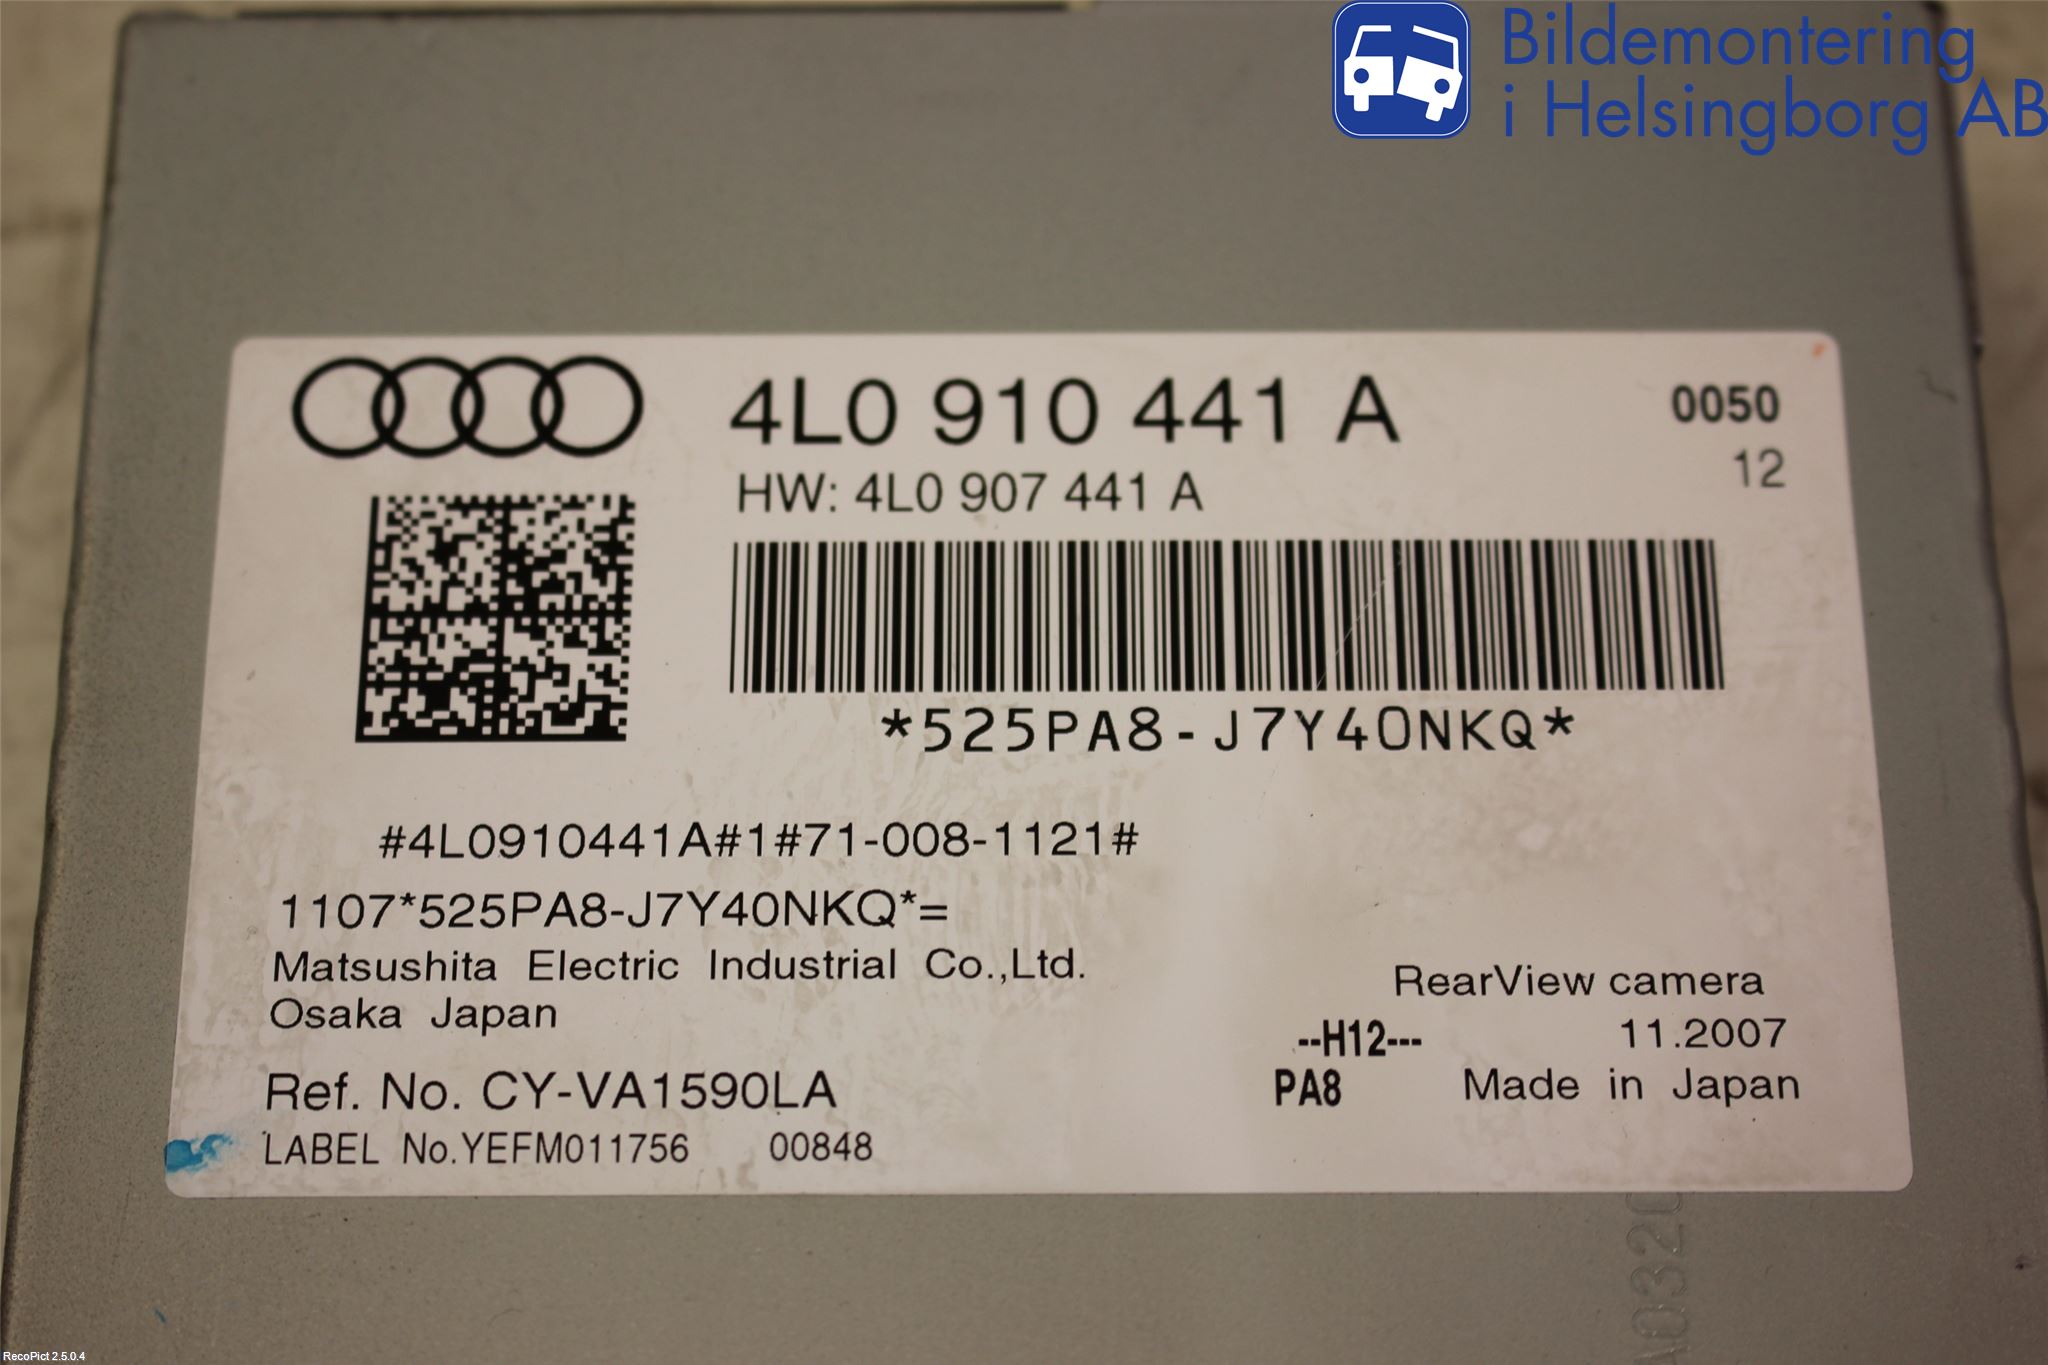 Bildemontering
i Helsingborg AB
4L0 910 441 A
0050
HW: 4L0 907 441 A
12
*525PA8-J7Y40NKQ*
#4L0910441A#1#71-008-1121#
1107*525PA8-J7Y40NKQ*=
Matsushita Electric Industrial Co.,Ltd.
Osaka Japan
RearView camera
--H12---
11.2007
PA8
Made in Japan
Ref. No. CY-VA1590LA
LABEL No.YEFM011756 00848
RecoPict 2.5.0.4